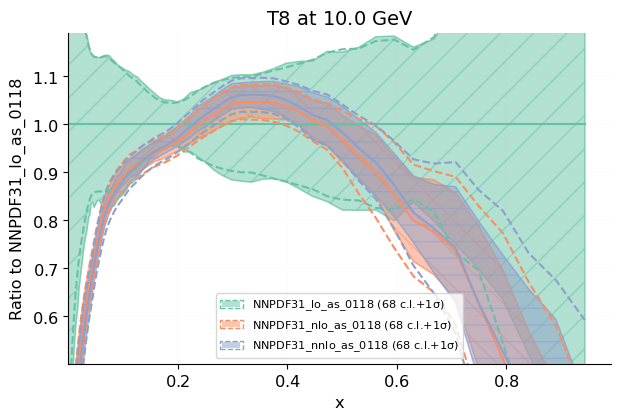 T8 at 10.0 GeV
Ratio to NNPDF31_lo_as_0118
1.1
1.0
0.9
0.8
0.7
0.6
NNPDF31_lo_as_0118 (68 c.l.+1σ)
NNPDF31_nlo_as_0118 (68 c.l.+1σ)
NNPDF31_nnlo_as_0118 (68 c.l.+1σ)
0.2 0.4 0.6 0.8
x